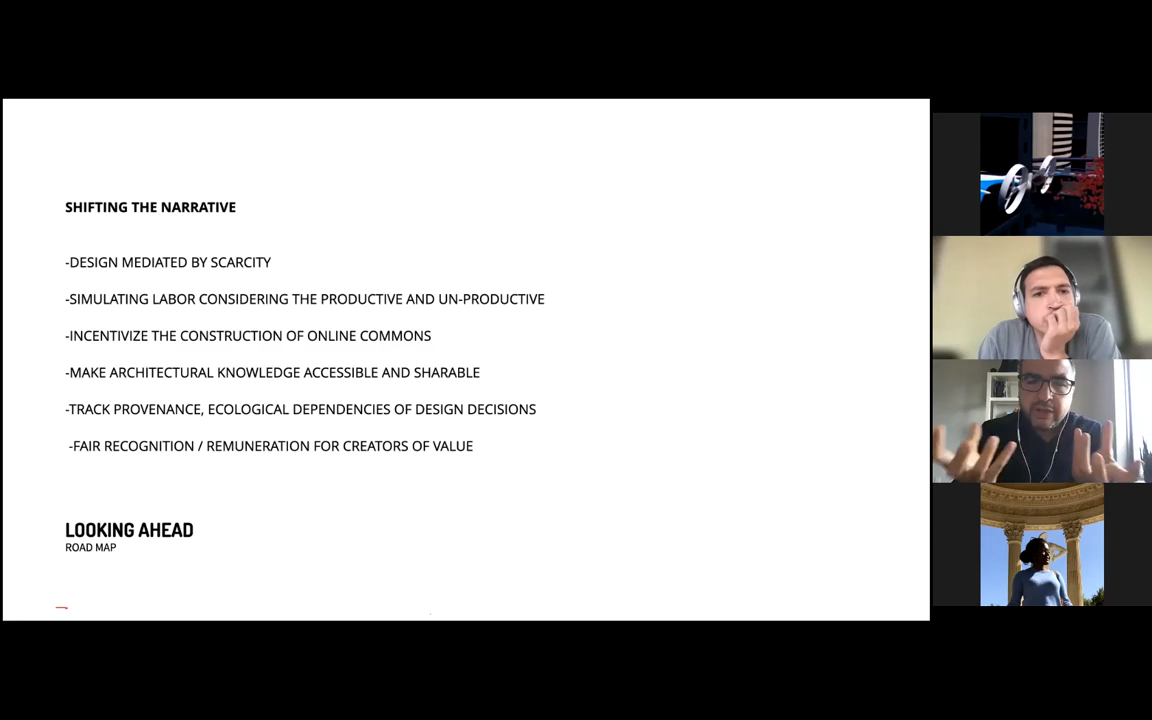 SHIFTING THE NARRATIVE
-DESIGN MEDIATED BY SCARCITY
-SIMULATING LABOR CONSIDERING THE PRODUCTIVE AND UN-PRODUCTIVE
-INCENTIVIZE THE CONSTRUCTION OF ONLINE COMMONS
-MAKE ARCHITECTURAL KNOWLEDGE ACCESSIBLE AND SHARABLE
-TRACK PROVENANCE, ECOLOGICAL DEPENDENCIES OF DESIGN DECISIONS
-FAIR RECOGNITION / REMUNERATION FOR CREATORS OF VALUE
LOOKING AHEAD
ROAD MAP